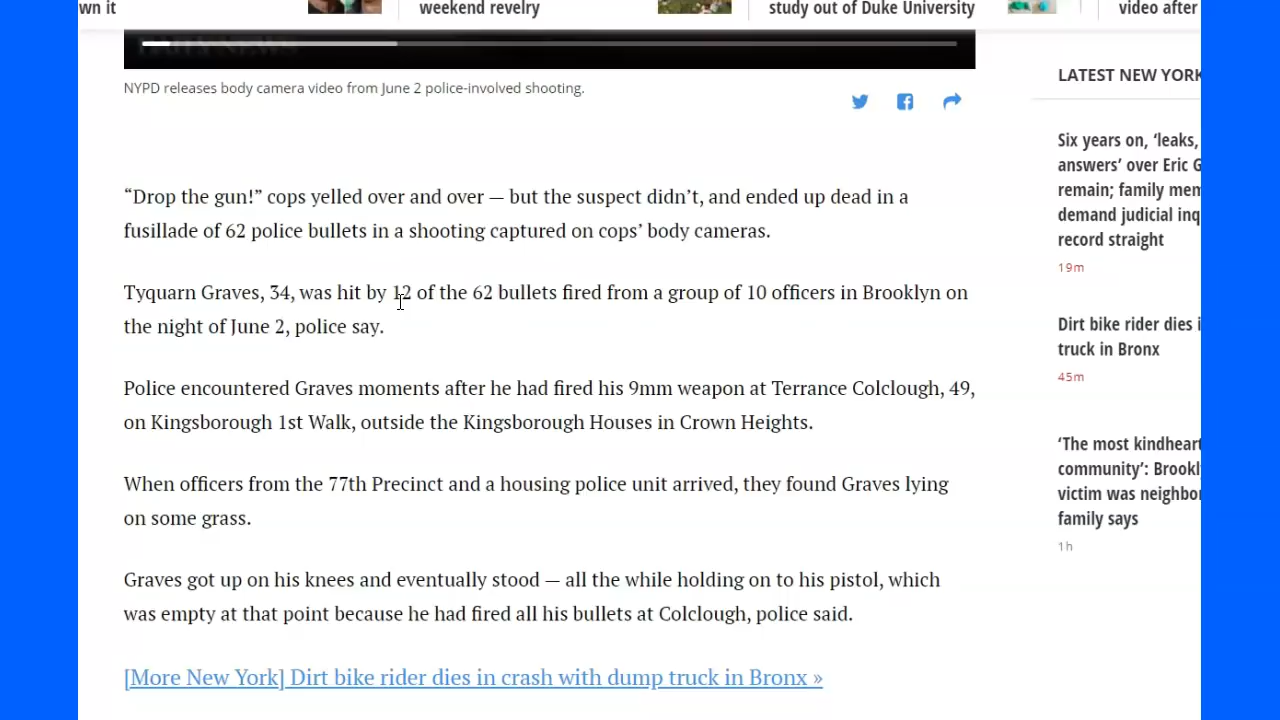 wn it
weekend revelry
study out of Duke University
video after
DAILY NEWS
NYPD releases body camera video from June 2 police-involved shooting.
“Drop the gun!” cops yelled over and over — but the suspect didn’t, and ended up dead in a
fusillade of 62 police bullets in a shooting captured on cops’ body cameras.
Tyquarn Graves, 34, was hit by 12 of the 62 bullets fired from a group of 10 officers in Brooklyn on
the night of June 2, police say.
Police encountered Graves moments after he had fired his 9mm weapon at Terrance Colclough, 49,
on Kingsborough 1st Walk, outside the Kingsborough Houses in Crown Heights.
When officers from the 77th Precinct and a housing police unit arrived, they found Graves lying
on some grass.
Graves got up on his knees and eventually stood — all the while holding on to his pistol, which
was empty at that point because he had fired all his bullets at Colclough, police said.
[More New York] Dirt bike rider dies in crash with dump truck in Bronx »
LATEST NEW YORK
Six years on, ‘leaks,
answers’ over Eric G
remain; family mem
demand judicial inq
record straight
19m
Dirt bike rider dies i
truck in Bronx
45m
‘The most kindheart
community’: Brookl
victim was neighbo
family says
1h